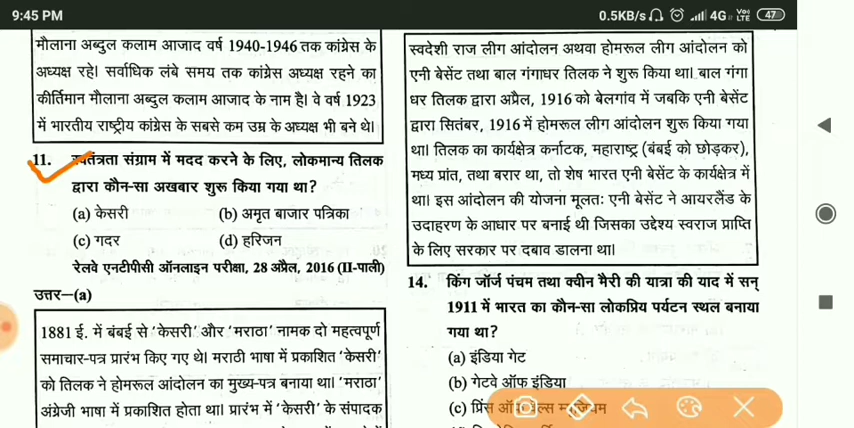 9:45 PM
0.5KB/s 4G Vo LTE 47
मौलाना अब्दुल कलाम आजाद वर्ष 1940-1946 तक कांग्रेस के
अध्यक्ष रहे। सर्वाधिक लंबे समय तक कांग्रेस अध्यक्ष रहने का
कीर्तिमान मौलाना अब्दुल कलाम आजाद के नाम है। वे वर्ष 1923
में भारतीय राष्ट्रीय कांग्रेस के सबसे कम उम्र के अध्यक्ष भी बने थे।
11. स्वतंत्रता संग्राम में मदद करने के लिए, लोकमान्य तिलक
द्वारा कौन-सा अखबार शुरू किया गया था?
(a) केसरी (b) अमृत बाजार पत्रिका
(c) गदर (d) हरिजन
रेलवे एनटीपीसी ऑनलाइन परीक्षा, 28 अप्रैल, 2016 (II-पाली)
उत्तर—(a)
1881 ई. में बंबई से 'केसरी' और 'मराठा' नामक दो महत्वपूर्ण
समाचार-पत्र प्रारंभ किए गए थे। मराठी भाषा में प्रकाशित 'केसरी'
को तिलक ने होमरूल आंदोलन का मुख्य-पत्र बनाया था। 'मराठा'
अंग्रेजी भाषा में प्रकाशित होता था। प्रारंभ में 'केसरी' के संपादक
स्वदेशी राज लीग आंदोलन अथवा होमरूल लीग आंदोलन को
एनी बेसेंट तथा बाल गंगाधर तिलक ने शुरू किया था। बाल गंगा
धर तिलक द्वारा अप्रैल, 1916 को बेलगांव में जबकि एनी बेसेंट
द्वारा सितंबर, 1916 में होमरूल लीग आंदोलन शुरू किया गया
था। तिलक का कार्यक्षेत्र कर्नाटक, महाराष्ट्र (बंबई को छोड़कर),
मध्य प्रांत, तथा बरार था, तो शेष भारत एनी बेसेंट के कार्यक्षेत्र में
था। इस आंदोलन की योजना मूलतः एनी बेसेंट ने आयरलैंड के
उदाहरण के आधार पर बनाई थी जिसका उद्देश्य स्वराज प्राप्ति
के लिए सरकार पर दबाव डालना था।
14. किंग जॉर्ज पंचम तथा क्वीन मैरी की यात्रा की याद में सन्
1911 में भारत का कौन-सा लोकप्रिय पर्यटन स्थल बनाया
गया था?
(a) इंडिया गेट
(b) गेटवे ऑफ इंडिया
(c) प्रिंस ऑफ वेल्स म्यूजियम